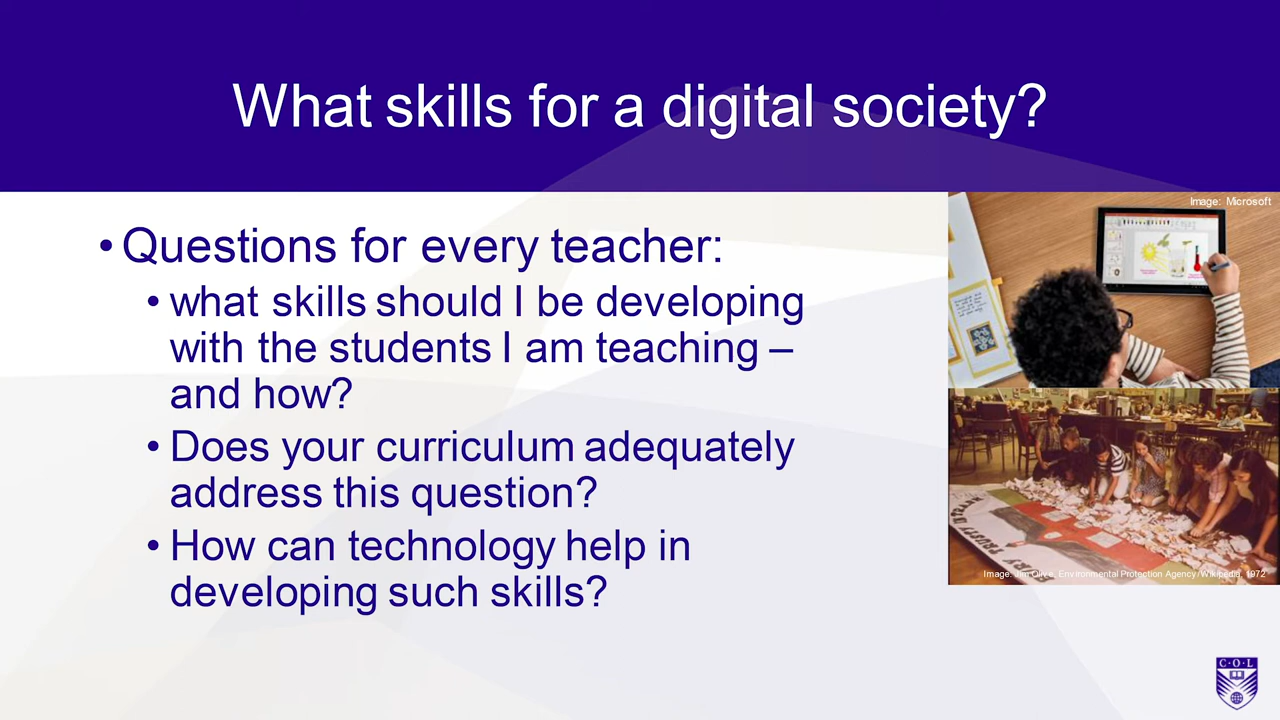 What skills for a digital society?
• Questions for every teacher:
• what skills should I be developing
with the students I am teaching –
and how?
• Does your curriculum adequately
address this question?
• How can technology help in
developing such skills?
Image: Microsoft
Image: Jim Olive, Environmental Protection Agency/Wikipedia, 1972
C·O·L